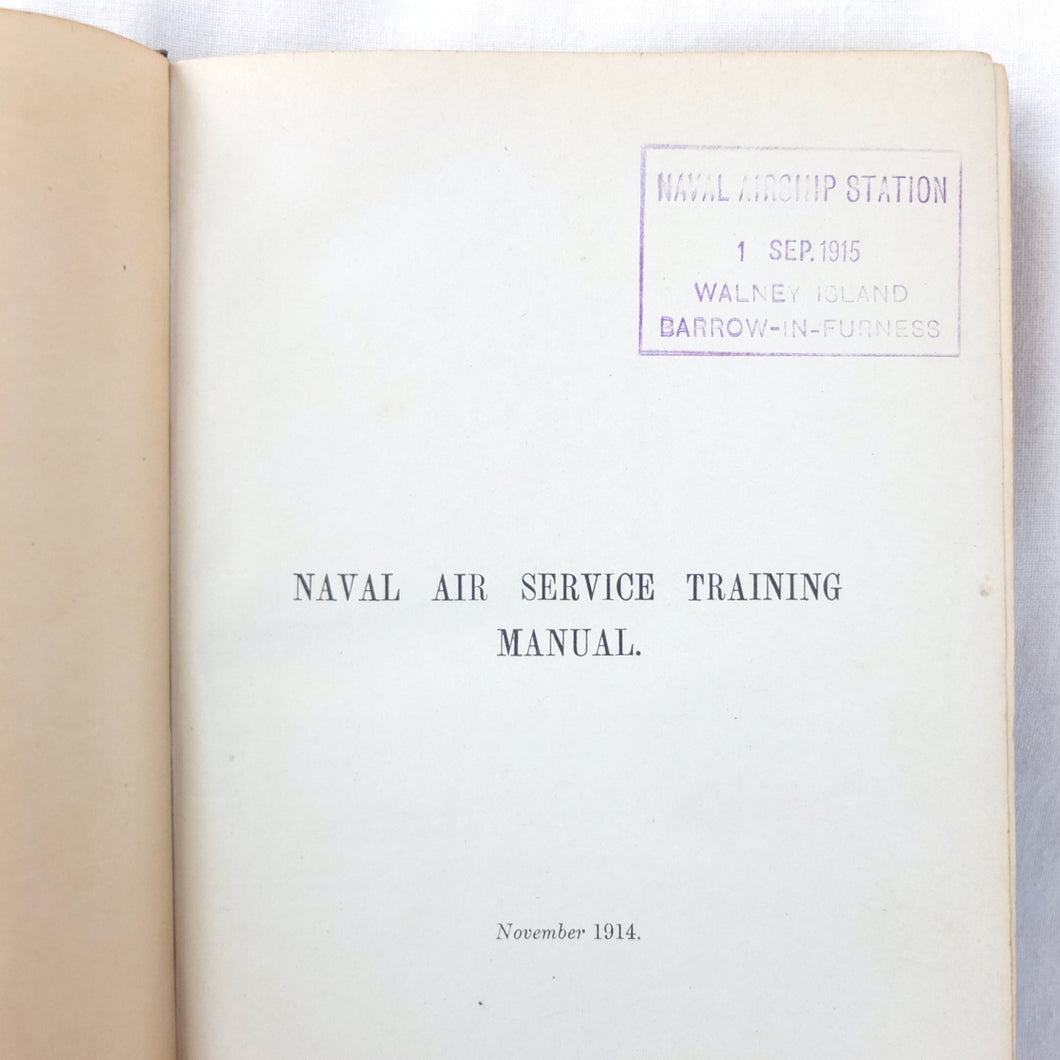 NAVAL AIRSHIP STATION
1 SEP. 1915
WALNEY ISLAND
BARROW-IN-FURNESS
NAVAL AIR SERVICE TRAINING
MANUAL.
November 1914.